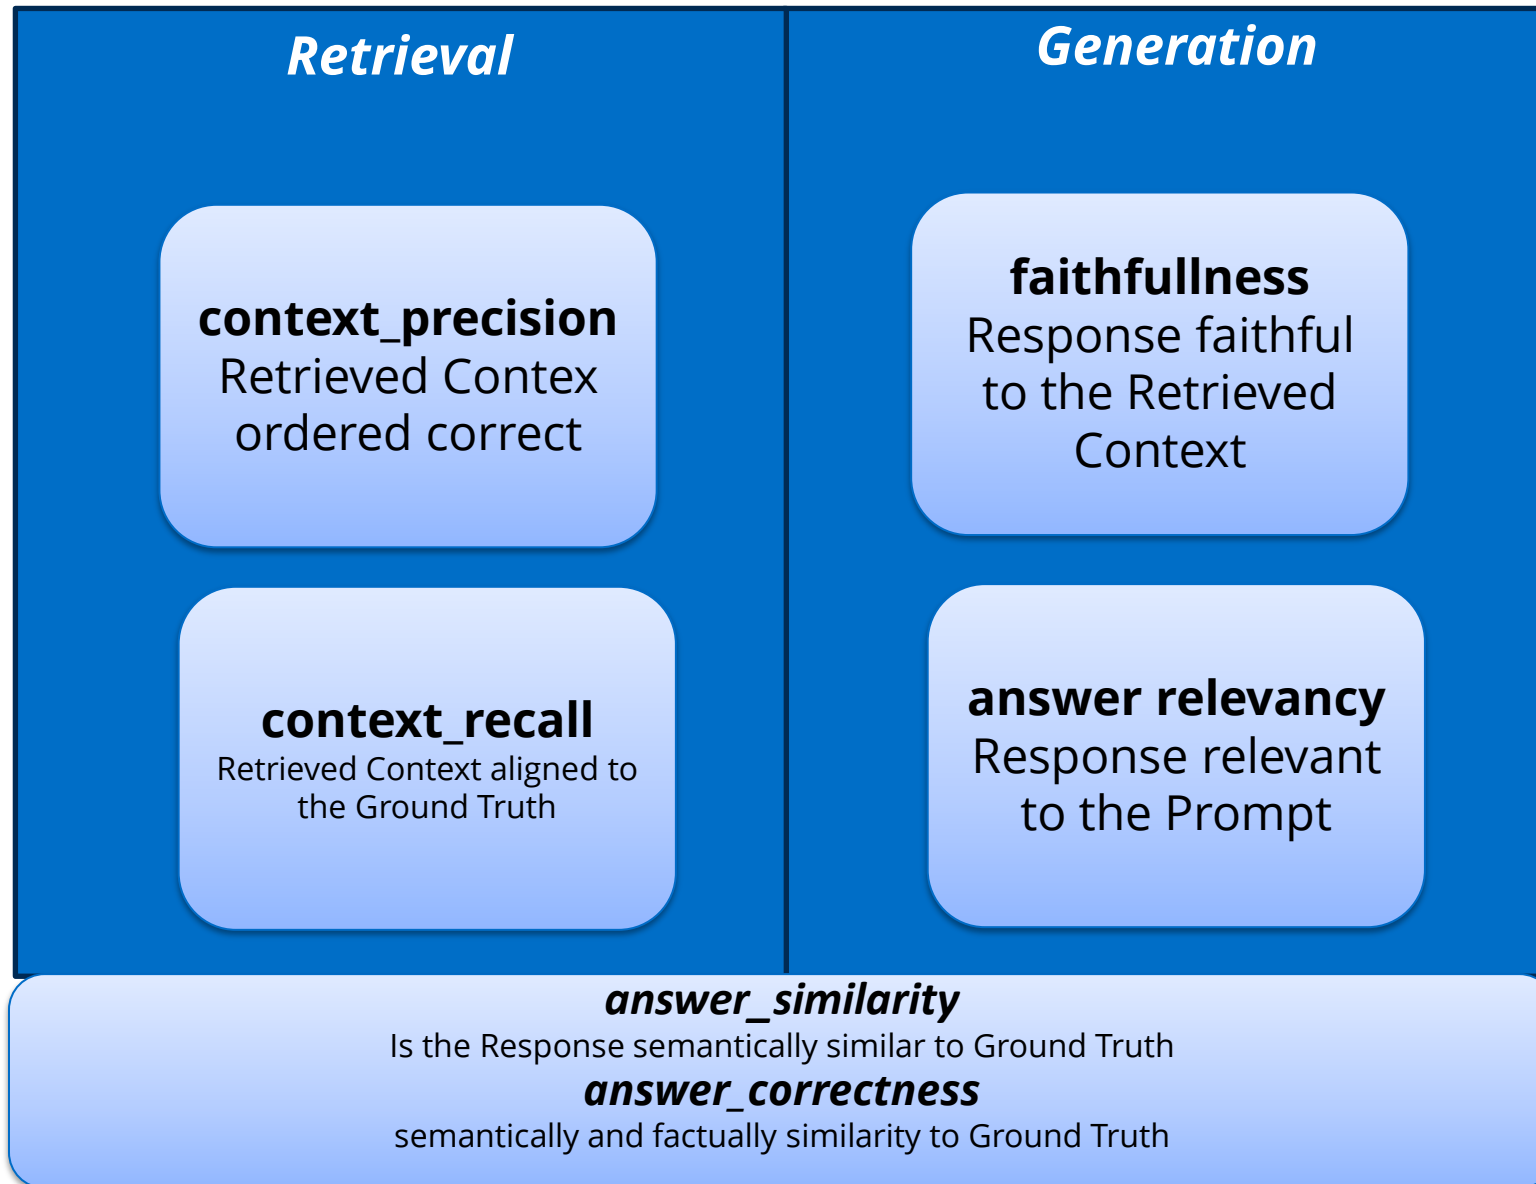 Retrieval
context_precision
Retrieved Contex
ordered correct
context_recall
Retrieved Context aligned to
the Ground Truth
Generation
faithfullness
Response faithful
to the Retrieved
Context
answer relevancy
Response relevant
to the Prompt
answer_similarity
Is the Response semantically similar to Ground Truth
answer_correctness
semantically and factually similarity to Ground Truth